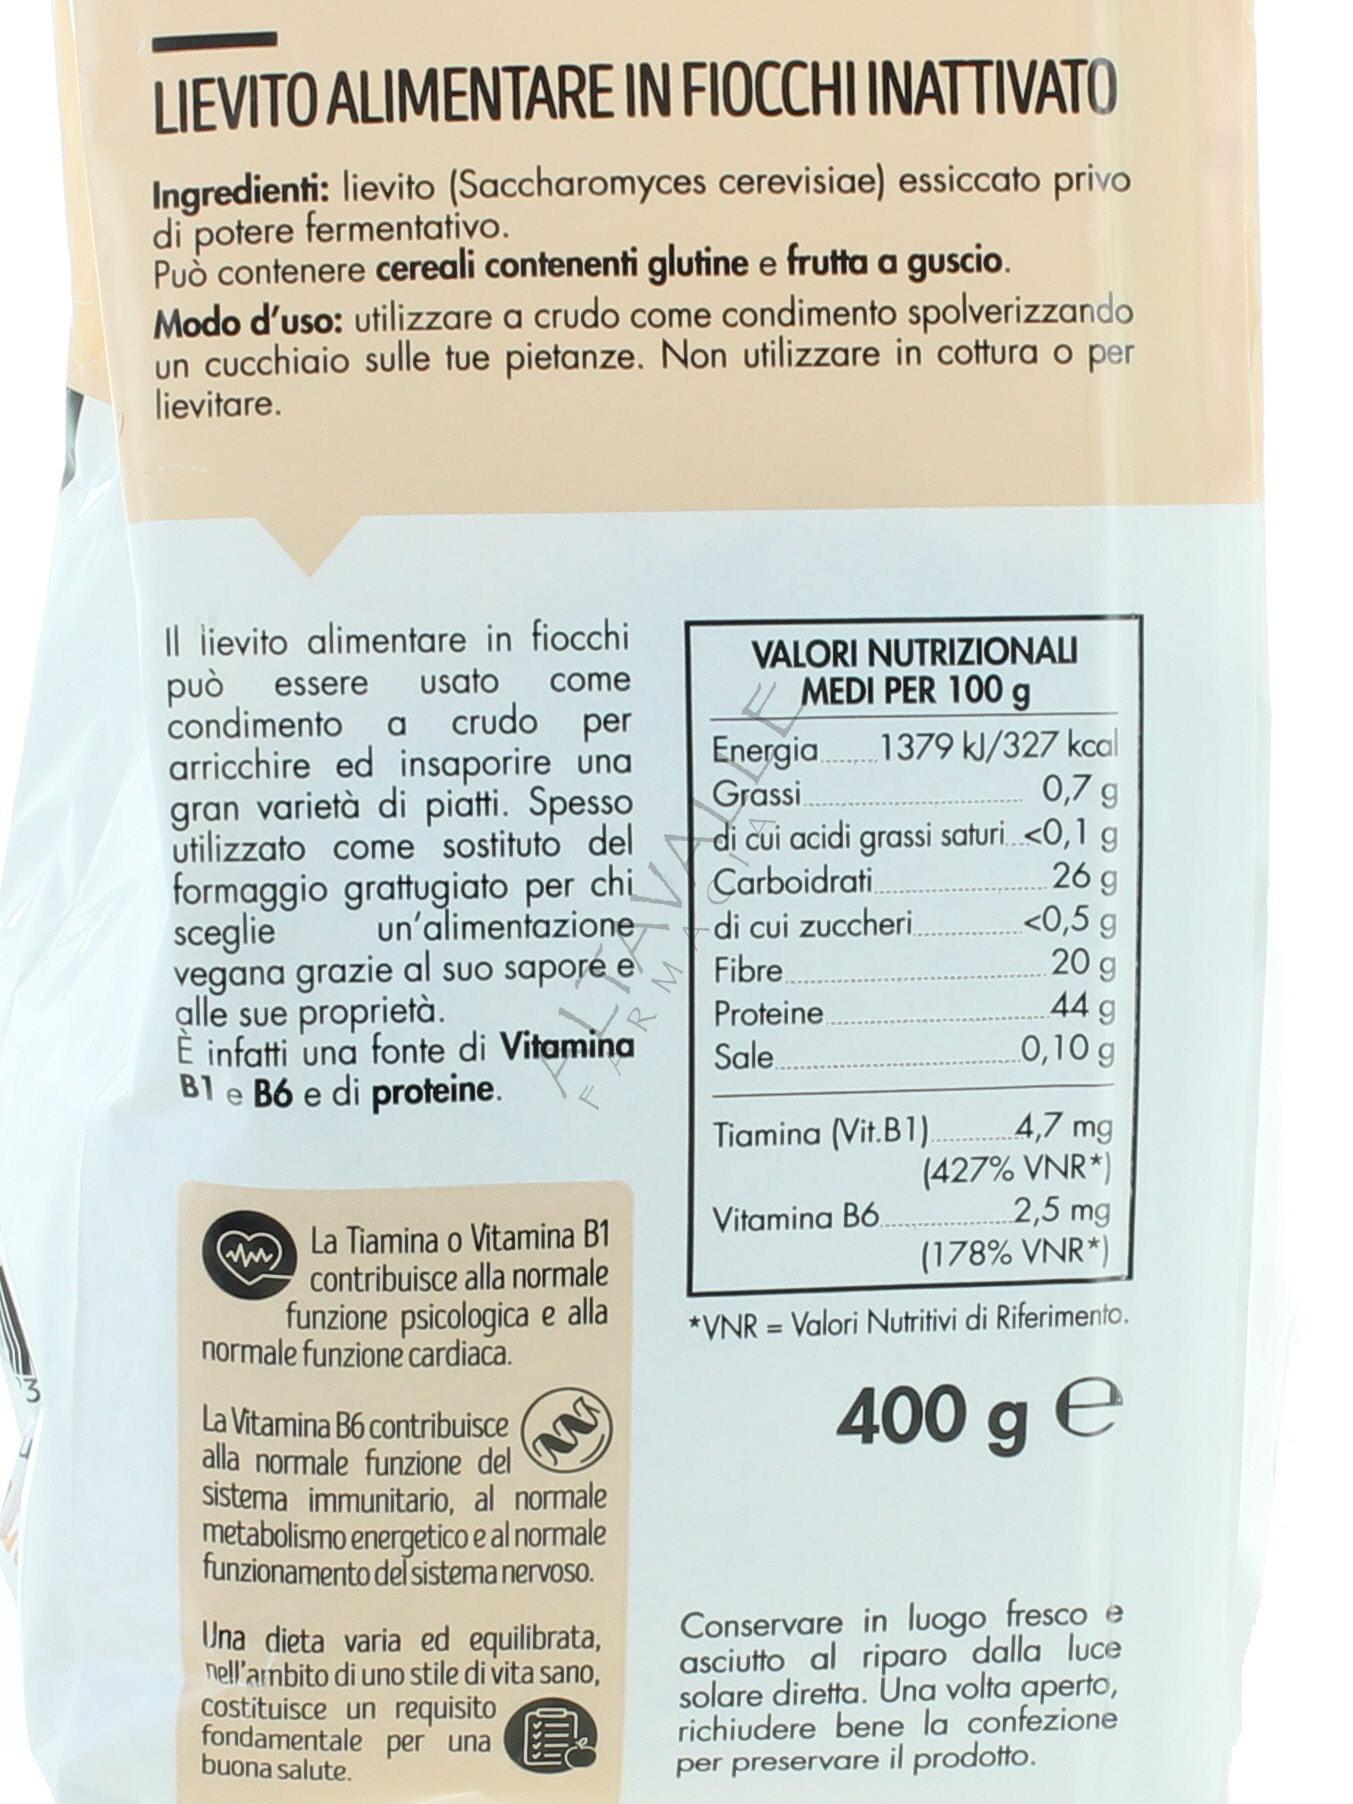 LIEVITO ALIMENTARE IN FIOCCHI INATTIVATO
Ingredienti: lievito (Saccharomyces cerevisiae) essiccato privo
di potere fermentativo.
Può contenere cereali contenenti glutine e frutta a guscio.
Modo d'uso: utilizzare a crudo come condimento spolverizzando
un cucchiaio sulle tue pietanze. Non utilizzare in cottura o per
lievitare.
Il lievito alimentare in fiocchi
può essere usato come
condimento a crudo per
arricchire ed insaporire una
gran varietà di piatti. Spesso
utilizzato come sostituto del
formaggio grattugiato per chi
sceglie un'alimentazione
vegana grazie al suo sapore e
alle sue proprietà.
È infatti una fonte di Vitamina
B1 e B6 e di proteine.
La Tiamina o Vitamina B1
contribuisce alla normale
funzione psicologica e alla
normale funzione cardiaca.
La Vitamina B6 contribuisce
alla normale funzione del
sistema immunitario, al normale
metabolismo energetico e al normale
funzionamento del sistema nervoso.
Una dieta varia ed equilibrata,
nell'ambito di uno stile di vita sano,
costituisce un requisito
fondamentale per una
buona salute.
VALORI NUTRIZIONALI
MEDI PER 100 g
Energia........1379 kJ/327 kcal
Grassi........0,7 g
di cui acidi grassi saturi...<0,1 g
Carboidrati........26 g
di cui zuccheri........<0,5 g
Fibre........20 g
Proteine........44 g
Sale........0,10 g
Tiamina (Vit.B1)........4,7 mg
(427% VNR*)
Vitamina B6........2,5 mg
(178% VNR*)
*VNR = Valori Nutritivi di Riferimento.
400 g e
Conservare in luogo fresco e
asciutto al riparo dalla luce
solare diretta. Una volta aperto,
richiudere bene la confezione
per preservare il prodotto.
ALTAVALLE
FARMACIA
3